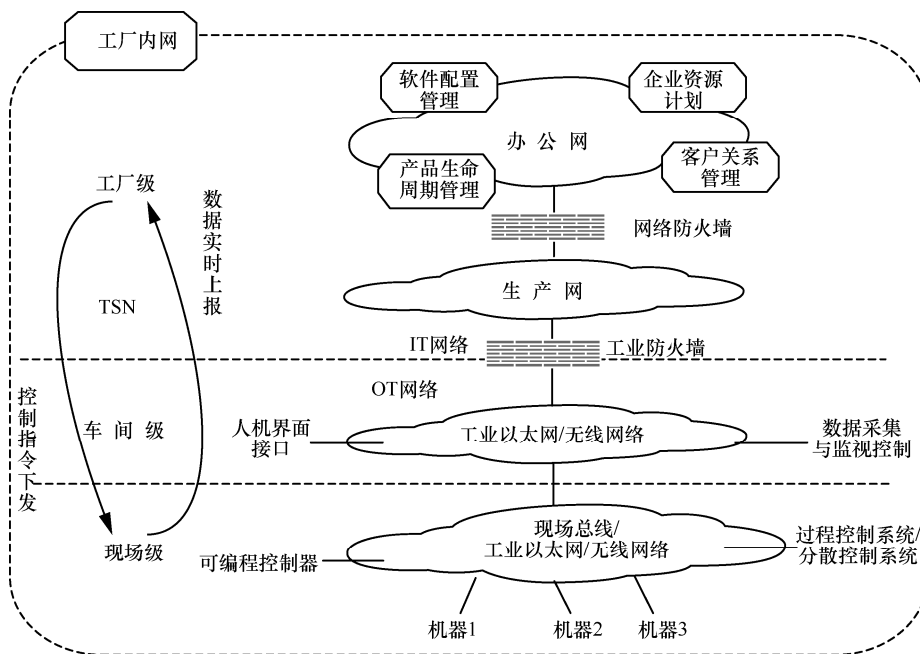 工厂内网
软件配置
管理
企业资源
计划
办公网
产品生命
周期管理
客户关系
管理
工厂级
数据实时上报
网络防火墙
TSN
生产网
IT网络
工业防火墙
OT网络
控制指令下发
车间级
人机界面
接口
工业以太网/无线网络
数据采集
与监视控制
现场级
现场总线/
工业以太网/无线网络
可编程控制器
过程控制系统/
分散控制系统
机器1
机器2
机器3